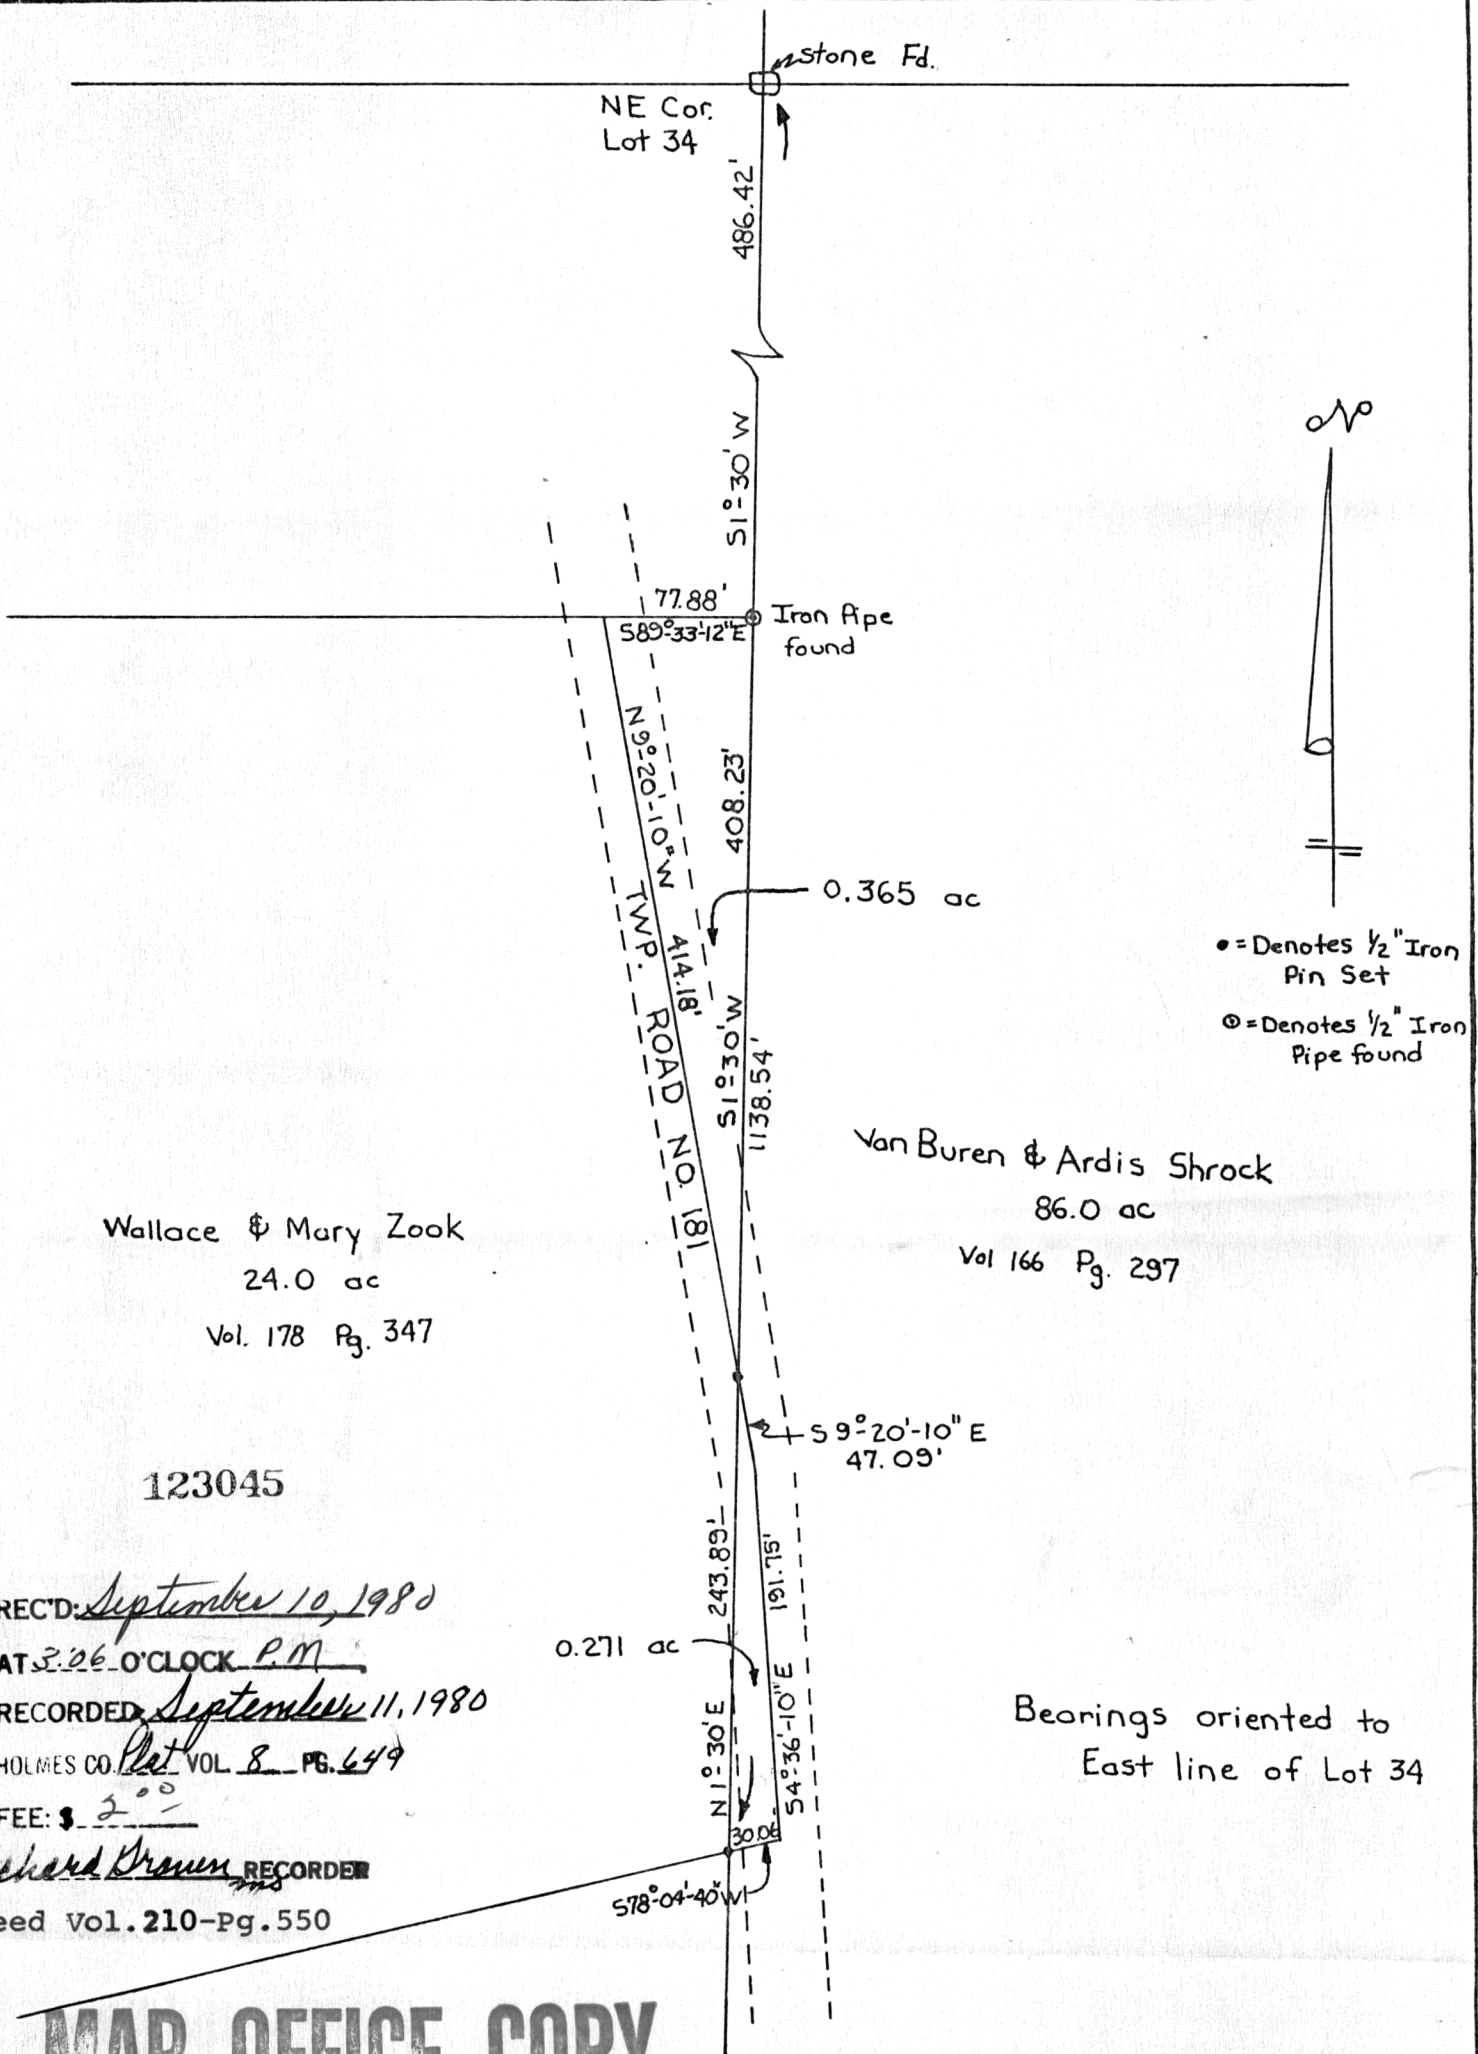 stone Fd.
NE Cor.
Lot 34
486.42'
S1°-30' W
N
77.88'
S89°-33'-12"E
Iron Pipe
found
N 9°-20'-10" W 414.18'
408.23'
0.365 ac
TWP. ROAD NO. 181
S1°-30' W
1138.54'
• = Denotes 1/2" Iron
Pin Set
⊙ = Denotes 1/2" Iron
Pipe found
Van Buren & Ardis Shrock
86.0 ac
Vol 166 Pg. 297
Wallace & Mary Zook
24.0 ac
Vol. 178 Pg. 347
S 9°-20'-10" E
47.09'
123045
243.89'
191.75'
REC'D: September 10, 1980
AT 3:06 O'CLOCK P.M.
RECORDED September 11, 1980
HOLMES CO. Plat VOL 8 PG. 649
FEE: $ 2.00
chard Brown RECORDER
ms
eed Vol.210-Pg.550
0.271 ac
N1°-30' E
S4°-36'-10" E
30.06'
S78°-04'-40"W
Bearings oriented to
East line of Lot 34
MAP OFFICE COPY